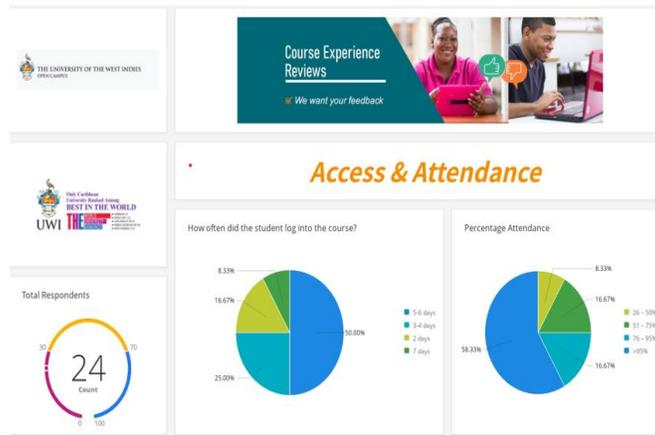 THE UNIVERSITY OF THE WEST INDIES
OPEN CAMPUS
Course Experience
Reviews
We want your feedback
Only Caribbean
University Ranked Among
BEST IN THE WORLD
UWI THE
Access & Attendance
How often did the student log into the course?
8.33%
16.67%
50.00%
25.00%
5-6 days
3-4 days
2 days
7 days
Percentage Attendance
8.33%
16.67%
58.33%
16.67%
26 - 50%
51 - 75%
76 - 95%
>95%
Total Respondents
30
70
24
Count
0
100